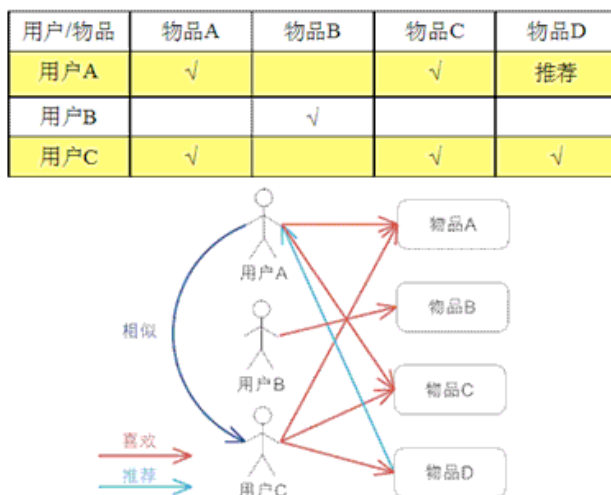 用户/物品 物品A 物品B 物品C 物品D
用户A √ √ 推荐
用户B √
用户C √ √ √
物品A
用户A
物品B
相似
用户B
物品C
喜欢
物品D
推荐
用户C